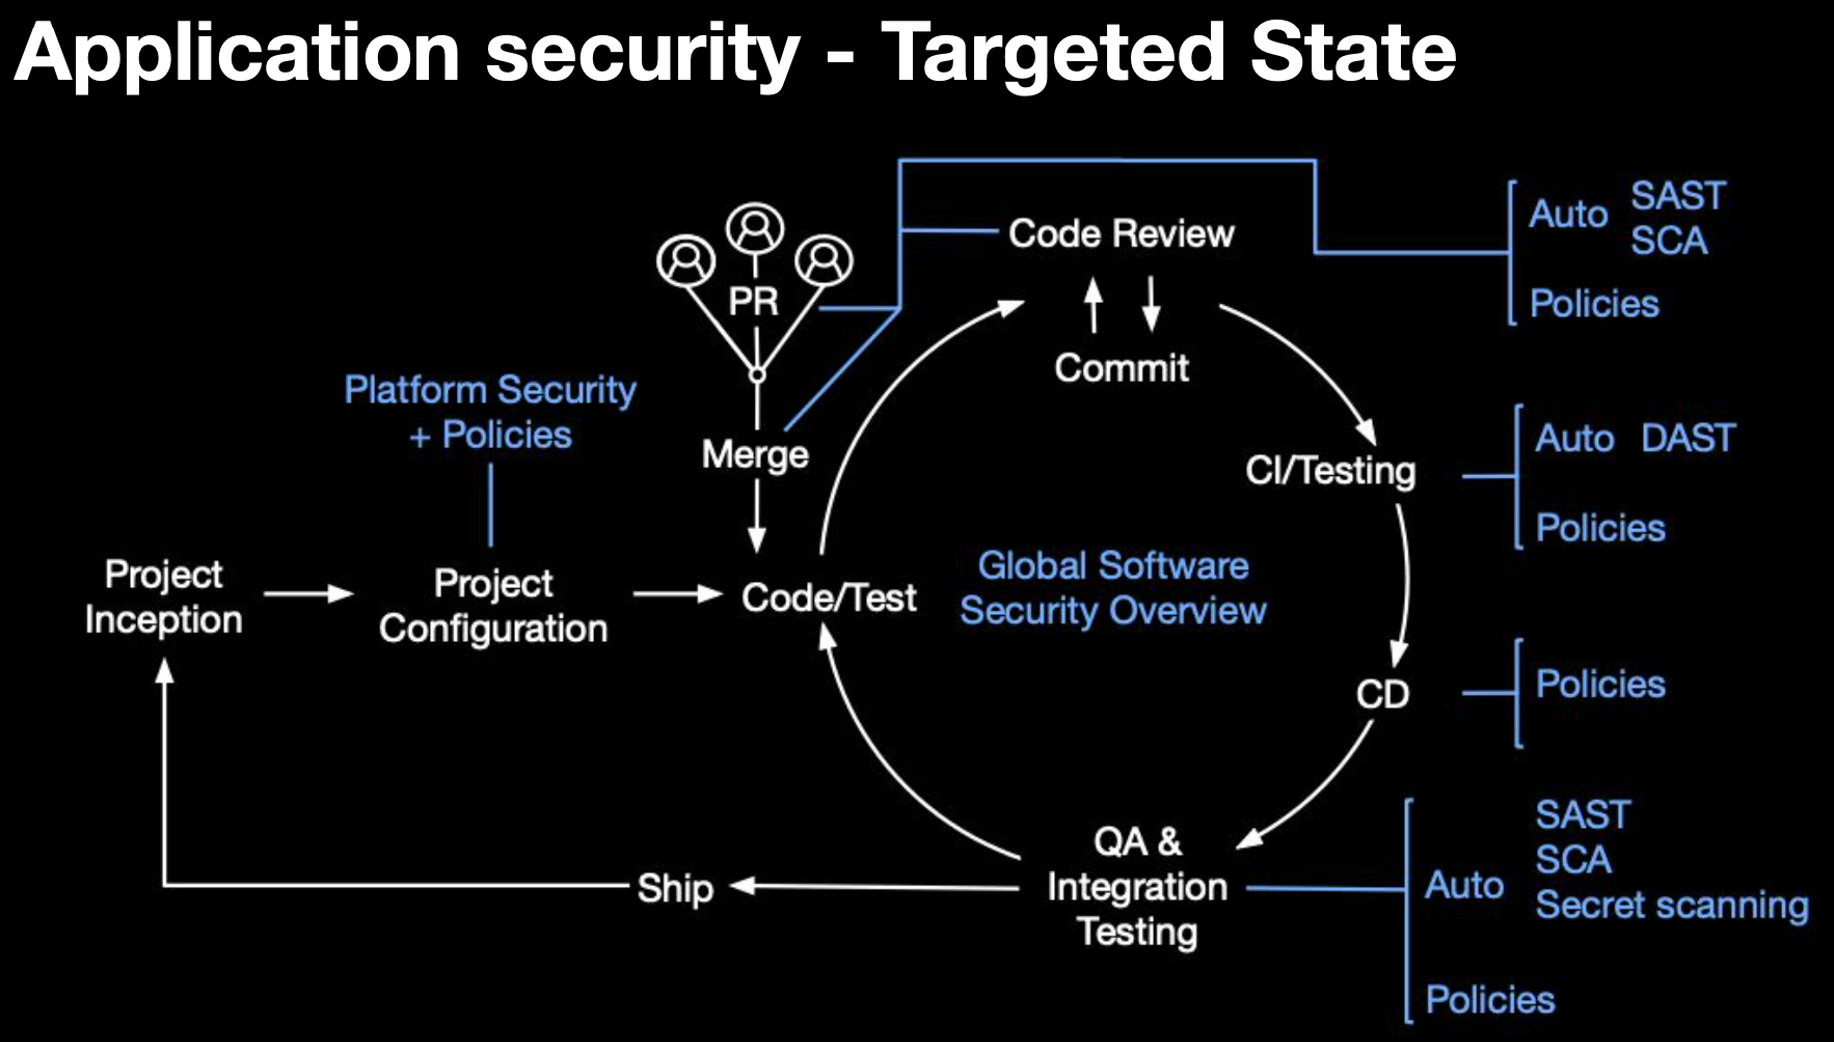 Application security - Targeted State
Auto
SAST
SCA
Policies
Code Review
PR
Commit
Platform Security
+ Policies
Merge
CI/Testing
Auto DAST
Policies
Project
Inception
Project
Configuration
Code/Test
Global Software
Security Overview
CD
Policies
Ship
QA &
Integration
Testing
Auto
SAST
SCA
Secret scanning
Policies